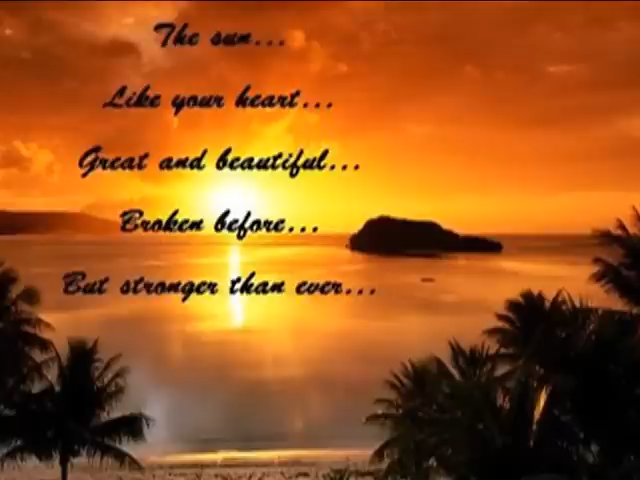 The sun...
Like your heart...
Great and beautiful...
Broken before...
But stronger than ever...